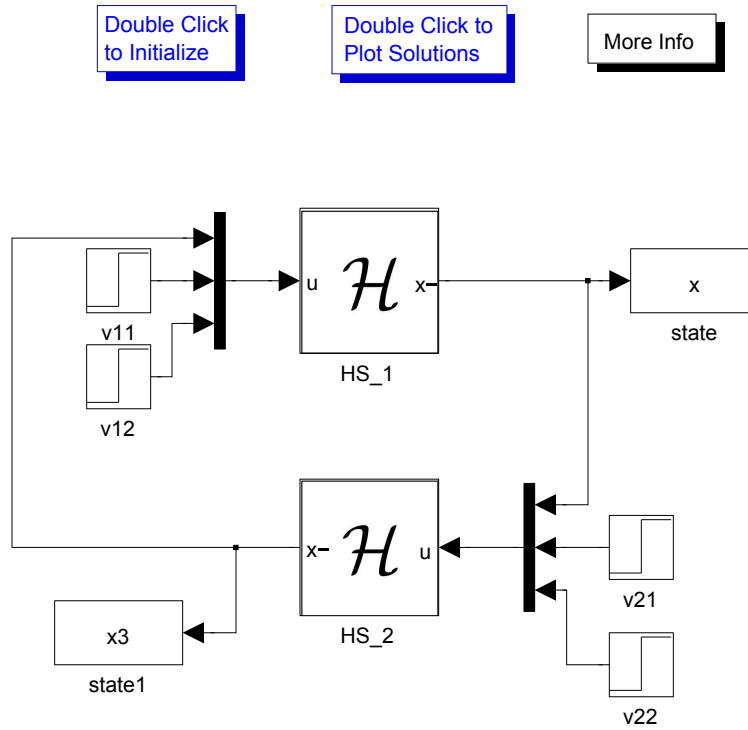 Double Click
to Initialize
Double Click to
Plot Solutions
More Info
v11
v12
u
ℋ
x-
HS_1
x
state
x-
ℋ
u
HS_2
v21
v22
x3
state1